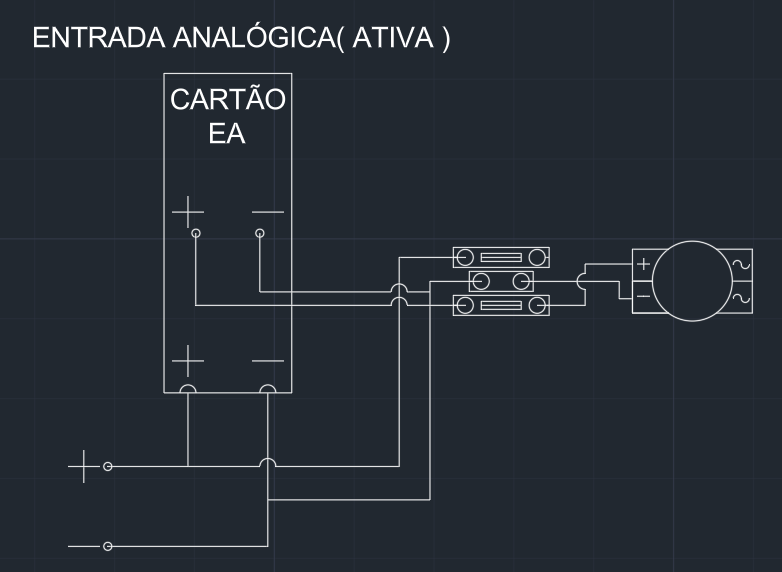 ENTRADA ANALÓGICA( ATIVA )
CARTÃO
EA
+ −
+ −
+
−
+
−